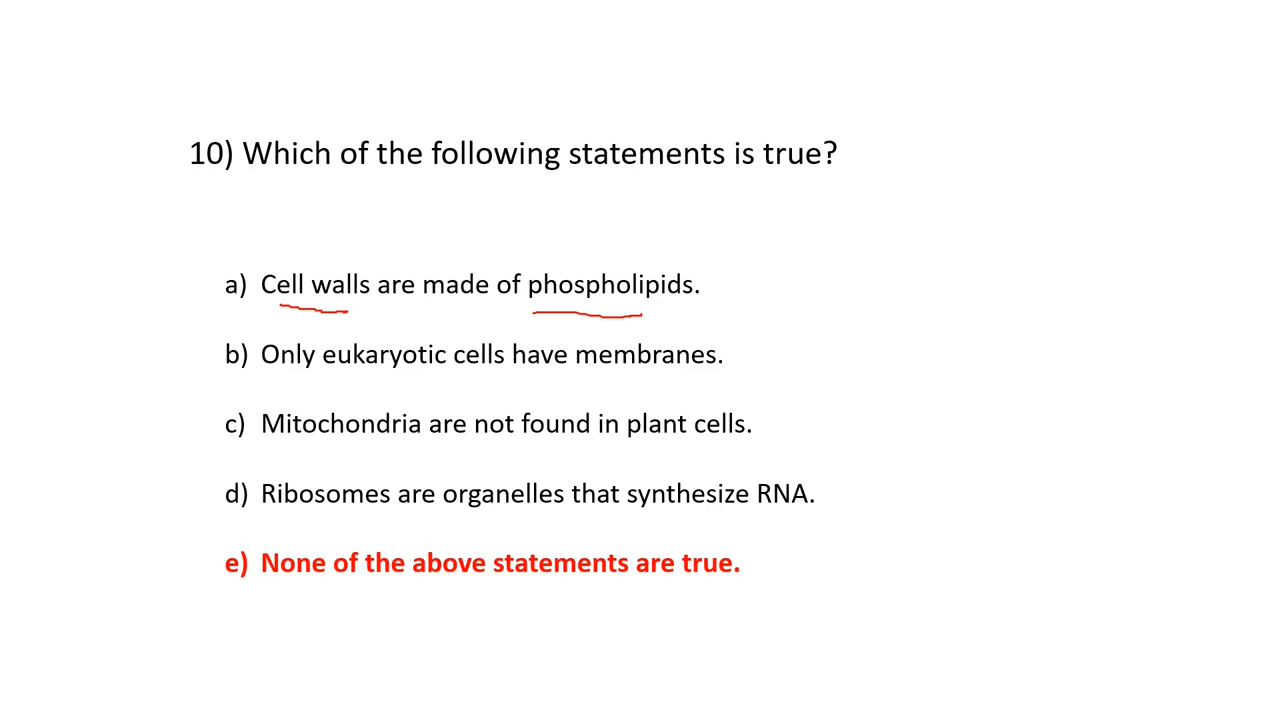 10) Which of the following statements is true?
a) Cell walls are made of phospholipids.
b) Only eukaryotic cells have membranes.
c) Mitochondria are not found in plant cells.
d) Ribosomes are organelles that synthesize RNA.
e) None of the above statements are true.